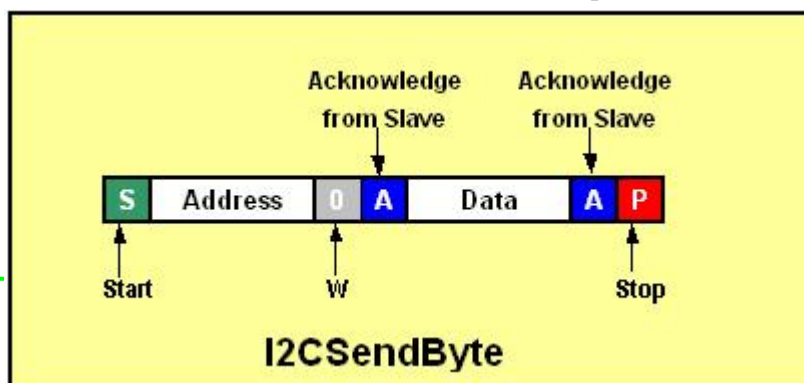 Acknowledge Acknowledge
from Slave from Slave
S Address 0 A Data A P
Start W Stop
I2CSendByte